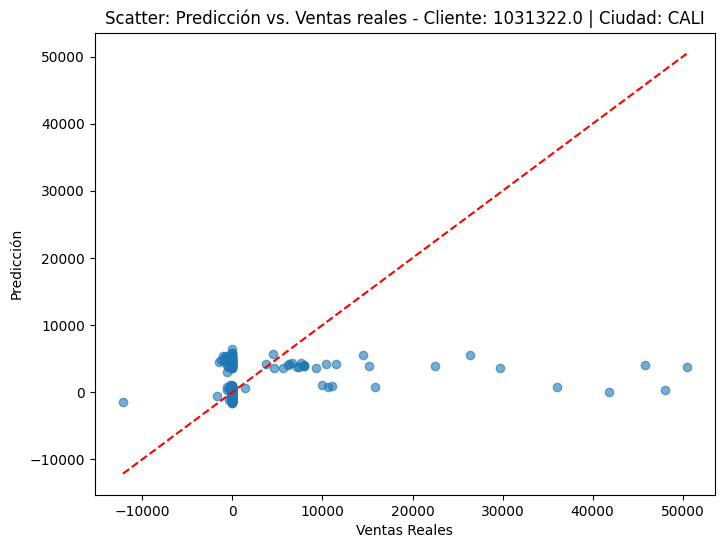 Scatter: Predicción vs. Ventas reales - Cliente: 1031322.0 | Ciudad: CALI
50000
40000
30000
20000
10000
0
−10000
Predicción
−10000 0 10000 20000 30000 40000 50000
Ventas Reales